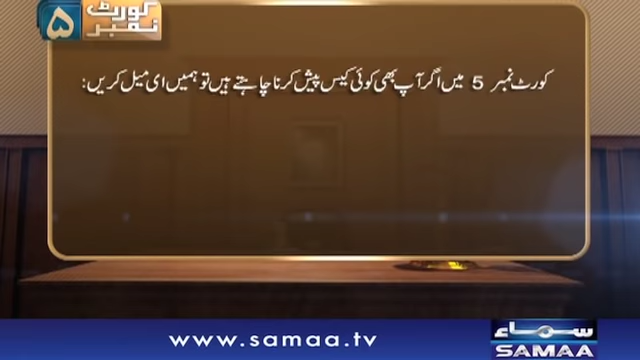 کورٹ نمبر ۵
کورٹ نمبر 5 میں اگر آپ بھی کوئی کیس پیش کرنا چاہتے ہیں تو ہمیں ای میل کریں:
www.samaa.tv
سماء
SAMAA